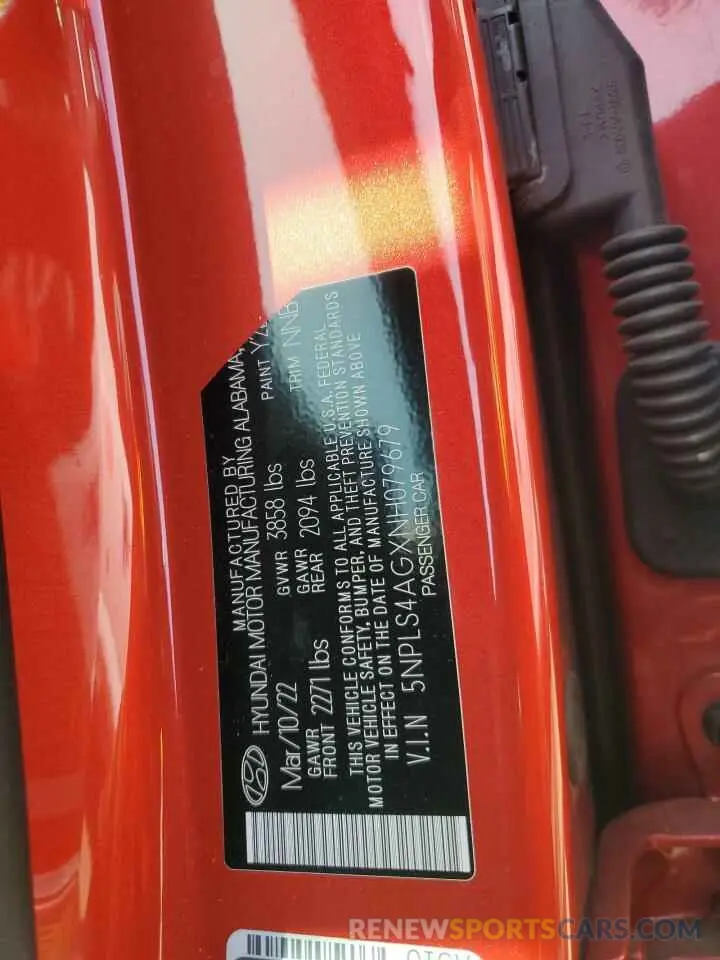 MANUFACTURED BY
HYUNDAI MOTOR MANUFACTURING ALABAMA,
Mar/10/22 GVWR 3858 lbs PAINT
GAWR FRONT 2271 lbs GAWR REAR 2094 lbs TRIM NNB
THIS VEHICLE CONFORMS TO ALL APPLICABLE U.S.A. FEDERAL
MOTOR VEHICLE SAFETY, BUMPER, AND THEFT PREVENTION STANDARDS
IN EFFECT ON THE DATE OF MANUFACTURE SHOWN ABOVE
V.I.N 5NPLS4AGXNH079679
PASSENGER CAR
RENEWSPORTSCARS.COM